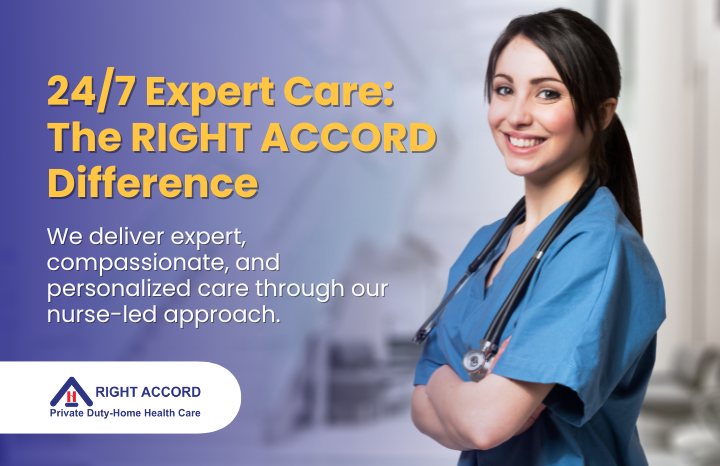 24/7 Expert Care:
The RIGHT ACCORD
Difference
We deliver expert,
compassionate, and
personalized care through our
nurse-led approach.
RIGHT ACCORD
Private Duty-Home Health Care